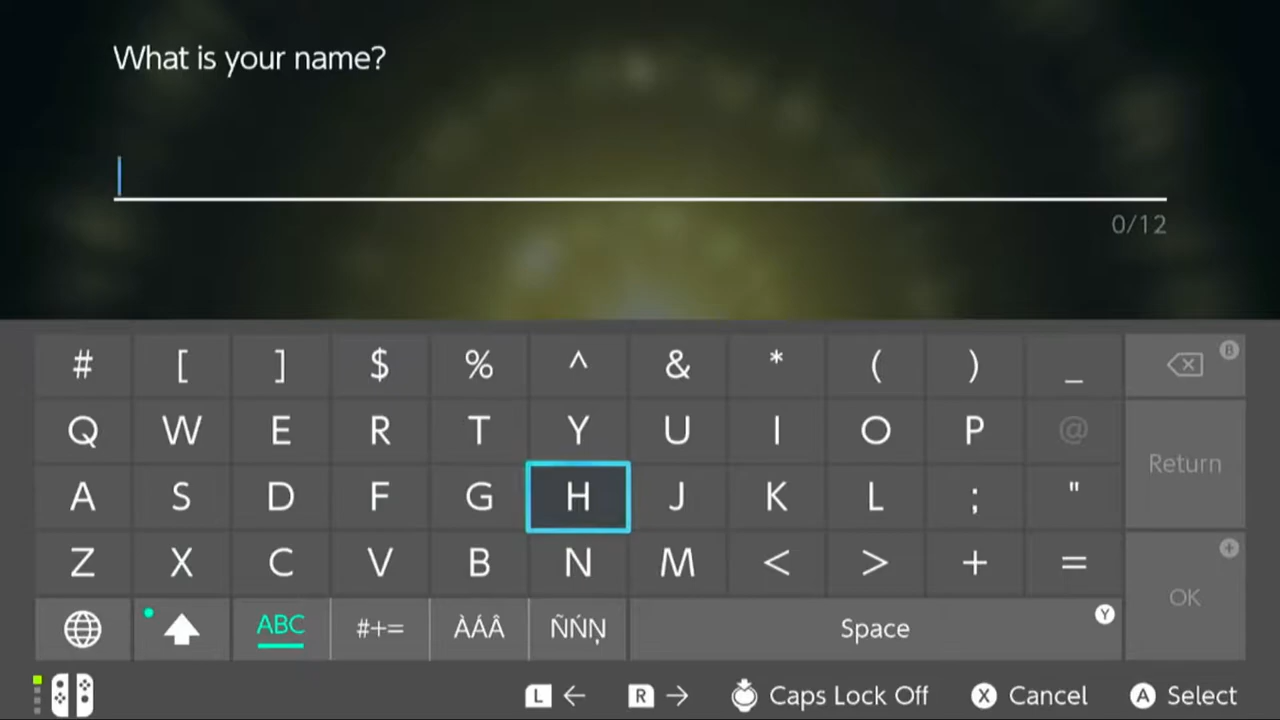 What is your name?
0/12
# [ ] $ % ^ & * ( ) _ B
Q W E R T Y U I O P @
A S D F G H J K L ; " Return
Z X C V B N M < > + = +
OK
ABC #+= ÀÁÂ ÑŃŅ Space Y
L ← R → Caps Lock Off X Cancel A Select